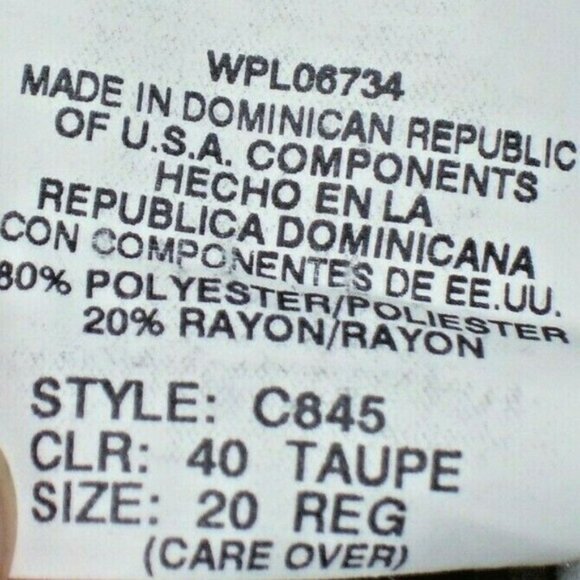 WPL06734
MADE IN DOMINICAN REPUBLIC
OF U.S.A. COMPONENTS
HECHO EN LA
REPUBLICA DOMINICANA
CON COMPONENTES DE EE.UU.
80% POLYESTER/POLIESTER
20% RAYON/RAYON
STYLE: C845
CLR: 40 TAUPE
SIZE: 20 REG
(CARE OVER)